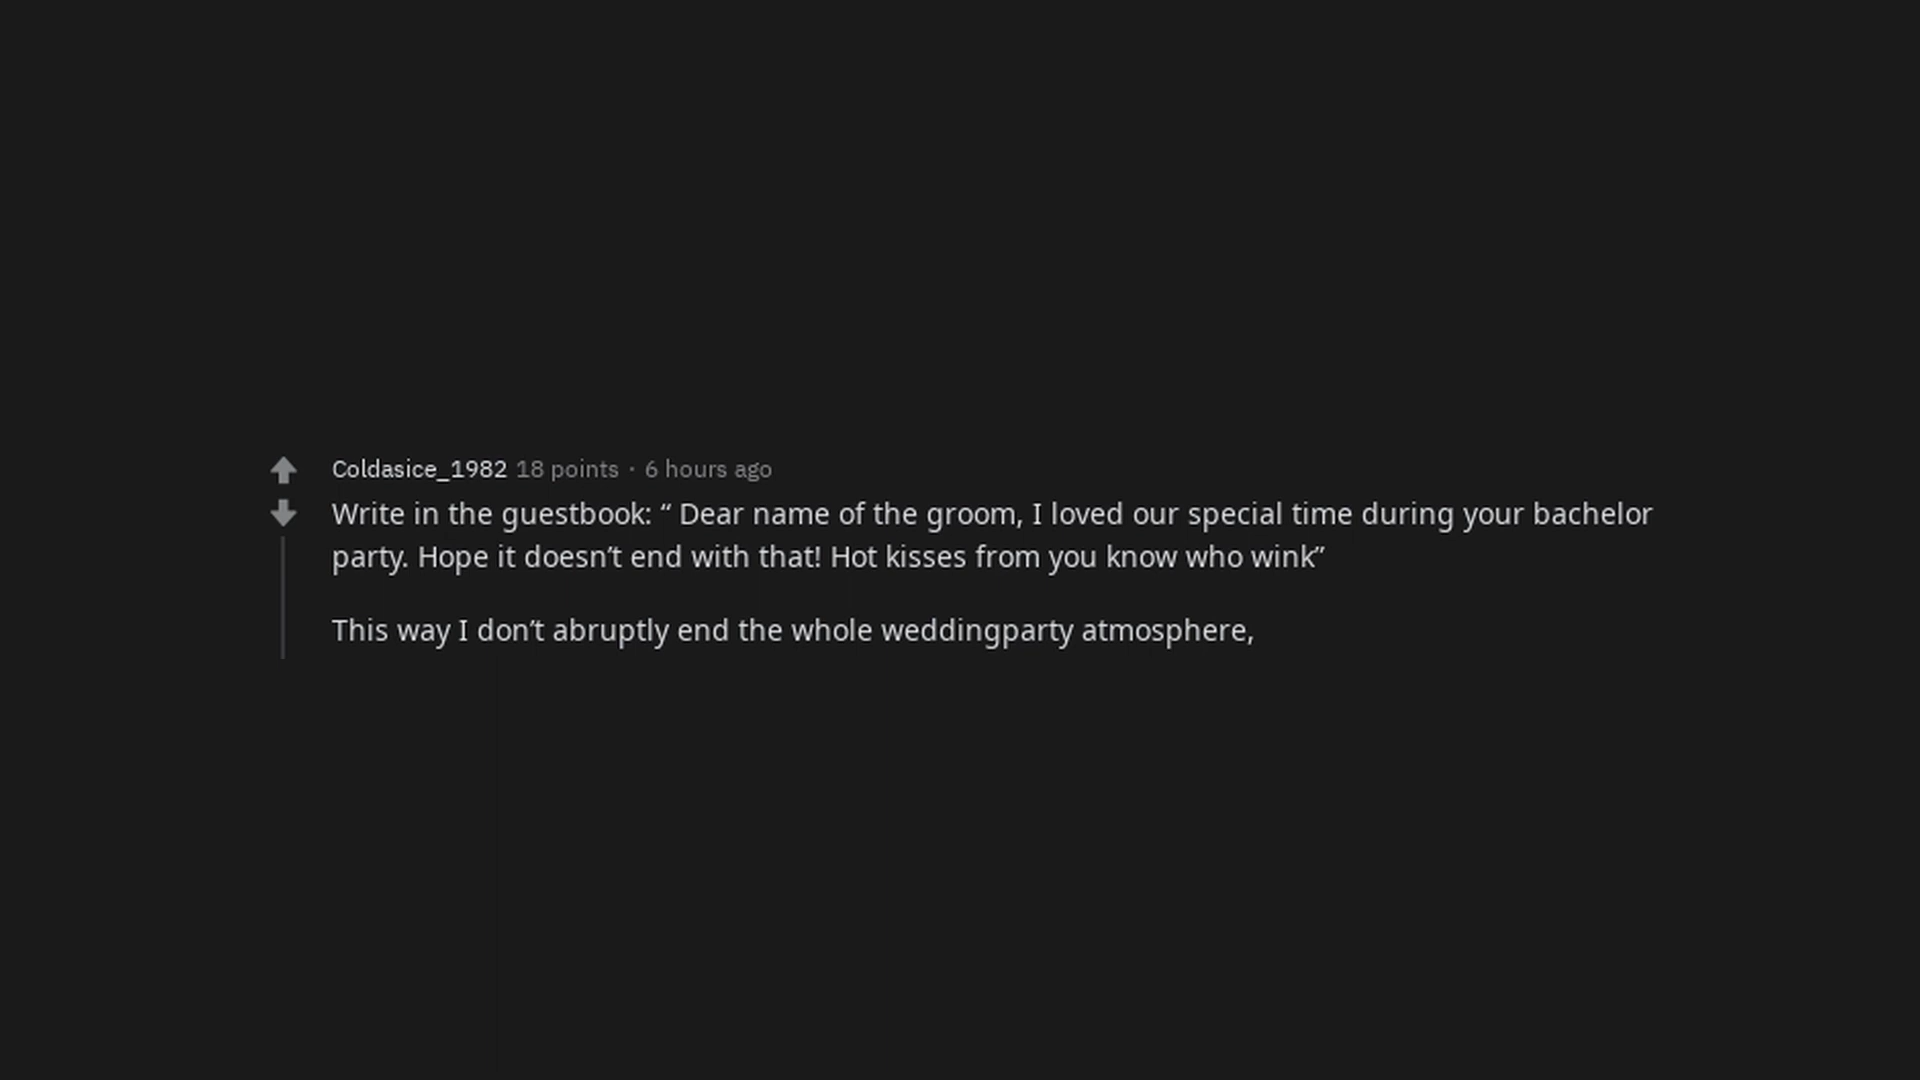 Coldasice_1982 18 points · 6 hours ago
Write in the guestbook: “ Dear name of the groom, I loved our special time during your bachelor
party. Hope it doesn’t end with that! Hot kisses from you know who wink”
This way I don’t abruptly end the whole weddingparty atmosphere,